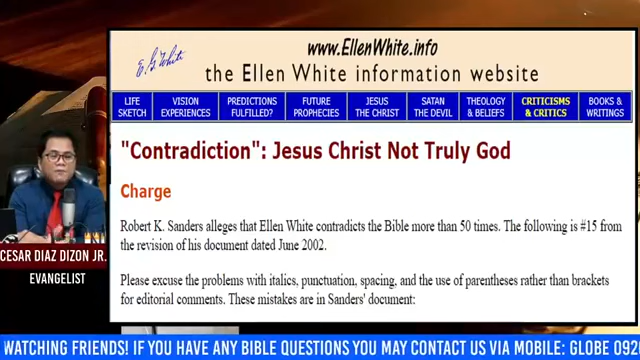 www.EllenWhite.info
E. G. White
the Ellen White information website
LIFE SKETCH
VISION EXPERIENCES
PREDICTIONS FULFILLED?
FUTURE PROPHECIES
JESUS THE CHRIST
SATAN THE DEVIL
THEOLOGY & BELIEFS
CRITICISMS & CRITICS
BOOKS & WRITINGS
"Contradiction": Jesus Christ Not Truly God
Charge
Robert K. Sanders alleges that Ellen White contradicts the Bible more than 50 times. The following is #15 from
the revision of his document dated June 2002.
Please excuse the problems with italics, punctuation, spacing, and the use of parentheses rather than brackets
for editorial comments. These mistakes are in Sanders' document:
CESAR DIAZ DIZON JR.
EVANGELIST
WATCHING FRIENDS! IF YOU HAVE ANY BIBLE QUESTIONS YOU MAY CONTACT US VIA MOBILE: GLOBE 092